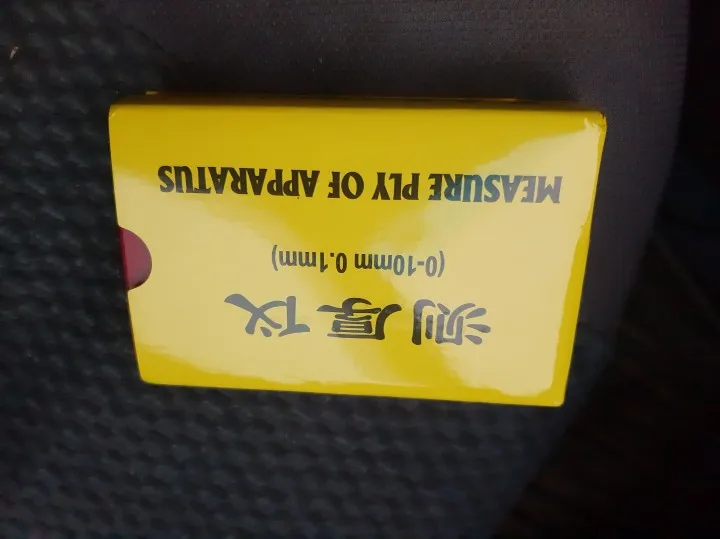 测厚仪
(0-10mm 0.1mm)
MEASURE PLY OF APPARATUS